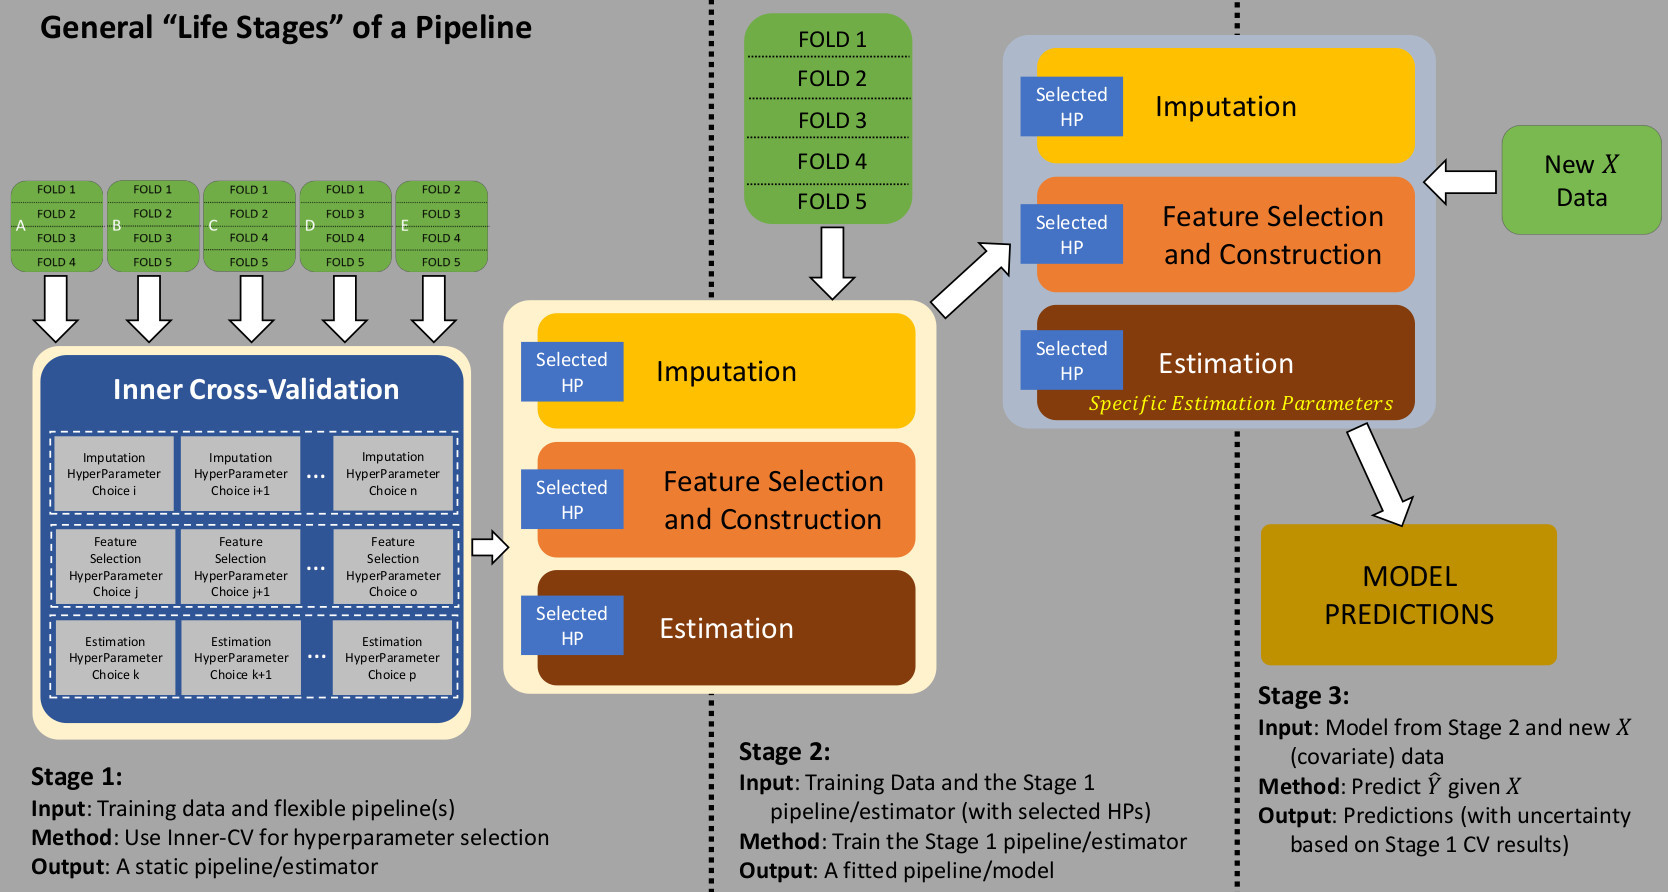 General “Life Stages” of a Pipeline
FOLD 1
FOLD 2
FOLD 3
FOLD 4
A
FOLD 1
FOLD 2
FOLD 3
FOLD 5
B
FOLD 1
FOLD 2
FOLD 4
FOLD 5
C
FOLD 1
FOLD 3
FOLD 4
FOLD 5
D
FOLD 2
FOLD 3
FOLD 4
FOLD 5
E
Inner Cross-Validation
Imputation
HyperParameter
Choice i
Imputation
HyperParameter
Choice i+1
...
Imputation
HyperParameter
Choice n
Feature
Selection
HyperParameter
Choice j
Feature
Selection
HyperParameter
Choice j+1
...
Feature
Selection
HyperParameter
Choice o
Estimation
HyperParameter
Choice k
Estimation
HyperParameter
Choice k+1
...
Estimation
HyperParameter
Choice p
Stage 1:
Input: Training data and flexible pipeline(s)
Method: Use Inner-CV for hyperparameter selection
Output: A static pipeline/estimator
FOLD 1
FOLD 2
FOLD 3
FOLD 4
FOLD 5
Selected
HP
Imputation
Selected
HP
Feature Selection
and Construction
Selected
HP
Estimation
Stage 2:
Input: Training Data and the Stage 1
pipeline/estimator (with selected HPs)
Method: Train the Stage 1 pipeline/estimator
Output: A fitted pipeline/model
Selected
HP
Imputation
Selected
HP
Feature Selection
and Construction
Selected
HP
Estimation
Specific Estimation Parameters
New X
Data
MODEL
PREDICTIONS
Stage 3:
Input: Model from Stage 2 and new X
(covariate) data
Method: Predict Ŷ given X
Output: Predictions (with uncertainty
based on Stage 1 CV results)